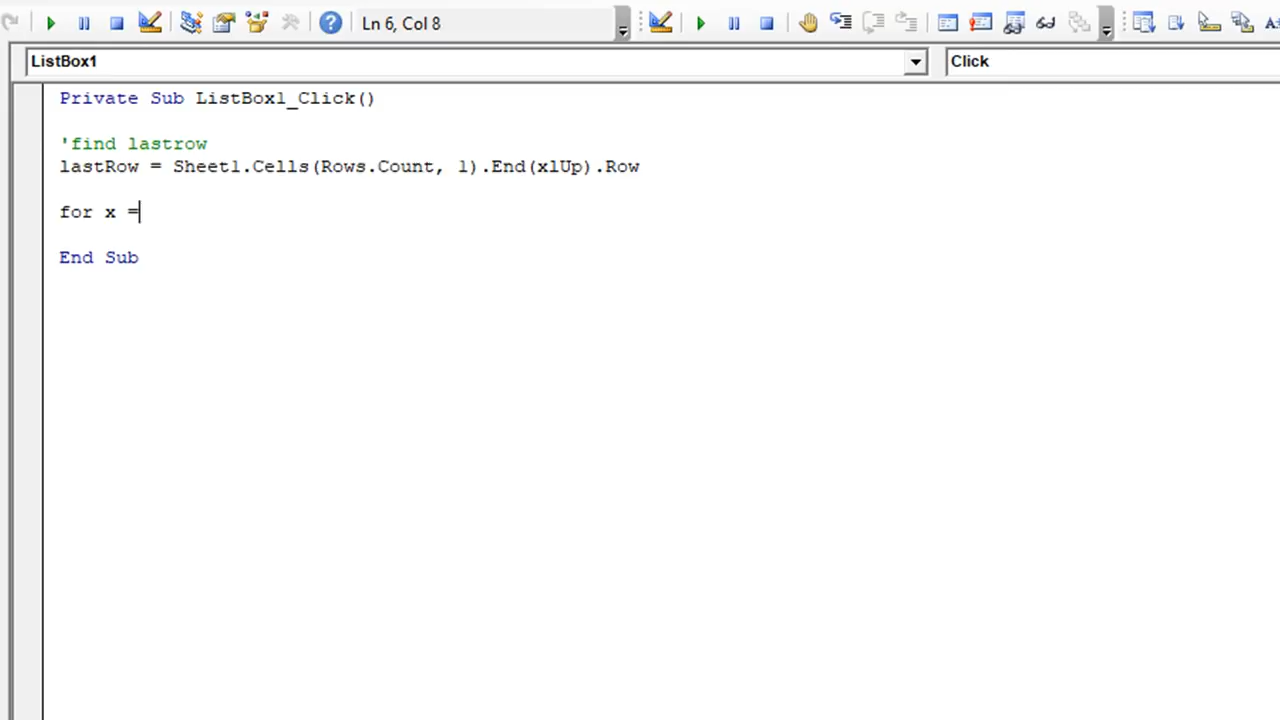 Ln 6, Col 8
ListBox1
Click
Private Sub ListBox1_Click()
'find lastrow
lastRow = Sheet1.Cells(Rows.Count, 1).End(xlUp).Row
for x =
End Sub